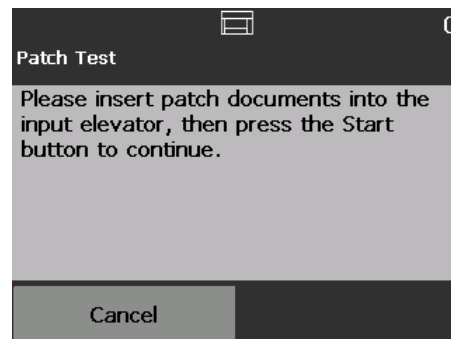 Patch Test
Please insert patch documents into the
input elevator, then press the Start
button to continue.
Cancel